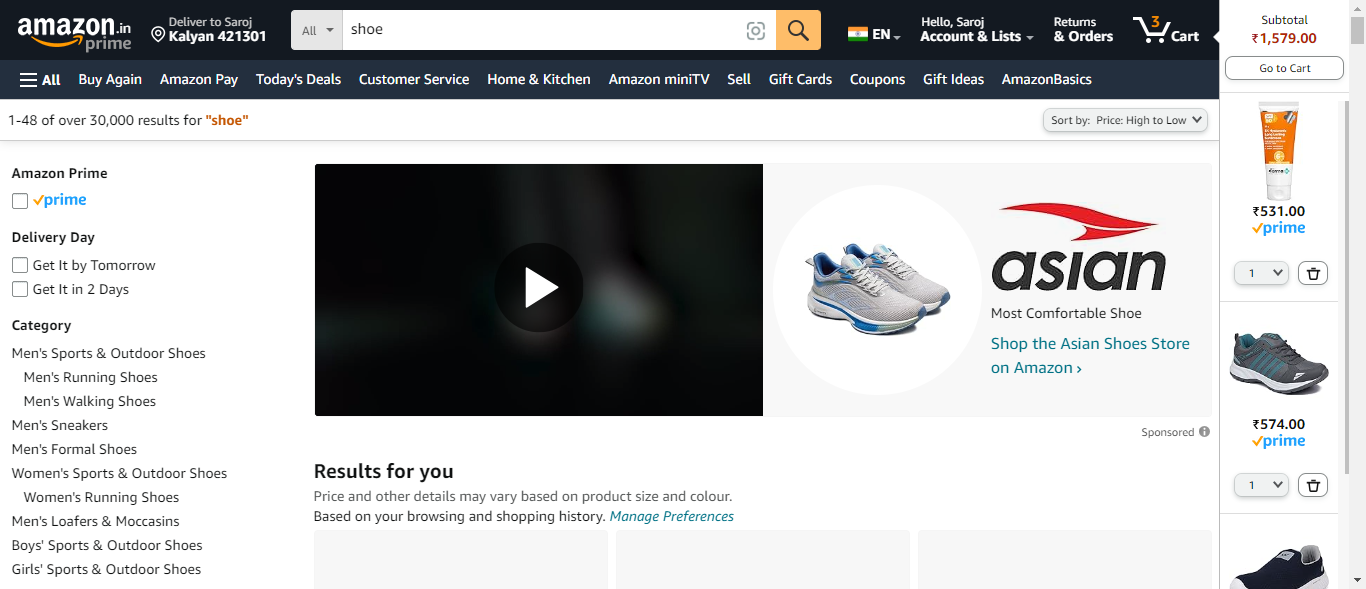 amazon.in
prime
Deliver to Saroj
Kalyan 421301
All
shoe
EN
Hello, Saroj
Account & Lists
Returns
& Orders
3
Cart
Subtotal
₹1,579.00
Go to Cart
All
Buy Again
Amazon Pay
Today's Deals
Customer Service
Home & Kitchen
Amazon miniTV
Sell
Gift Cards
Coupons
Gift Ideas
AmazonBasics
1-48 of over 30,000 results for "shoe"
Sort by: Price: High to Low
Amazon Prime
prime
Delivery Day
Get It by Tomorrow
Get It in 2 Days
Category
Men's Sports & Outdoor Shoes
Men's Running Shoes
Men's Walking Shoes
Men's Sneakers
Men's Formal Shoes
Women's Sports & Outdoor Shoes
Women's Running Shoes
Men's Loafers & Moccasins
Boys' Sports & Outdoor Shoes
Girls' Sports & Outdoor Shoes
asian
Most Comfortable Shoe
Shop the Asian Shoes Store
on Amazon ›
Sponsored
Results for you
Price and other details may vary based on product size and colour.
Based on your browsing and shopping history. Manage Preferences
₹531.00
prime
1
₹574.00
prime
1